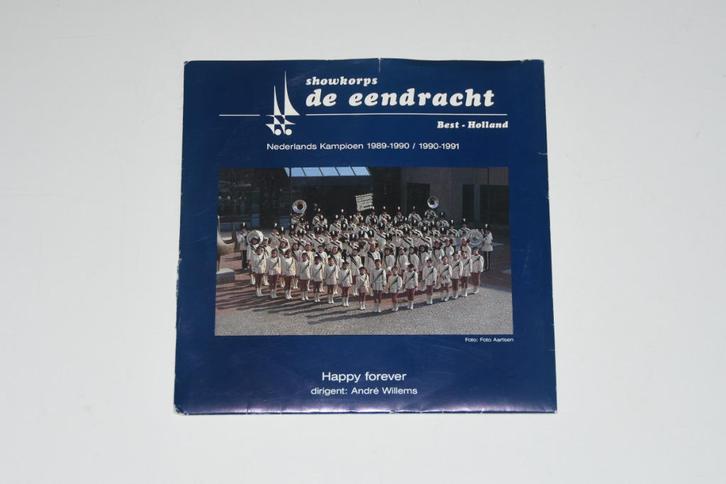 showkorps
de eendracht
Best - Holland
Nederlands Kampioen 1989-1990 / 1990-1991
Foto: Foto Aartsen
Happy forever
dirigent: André Willems